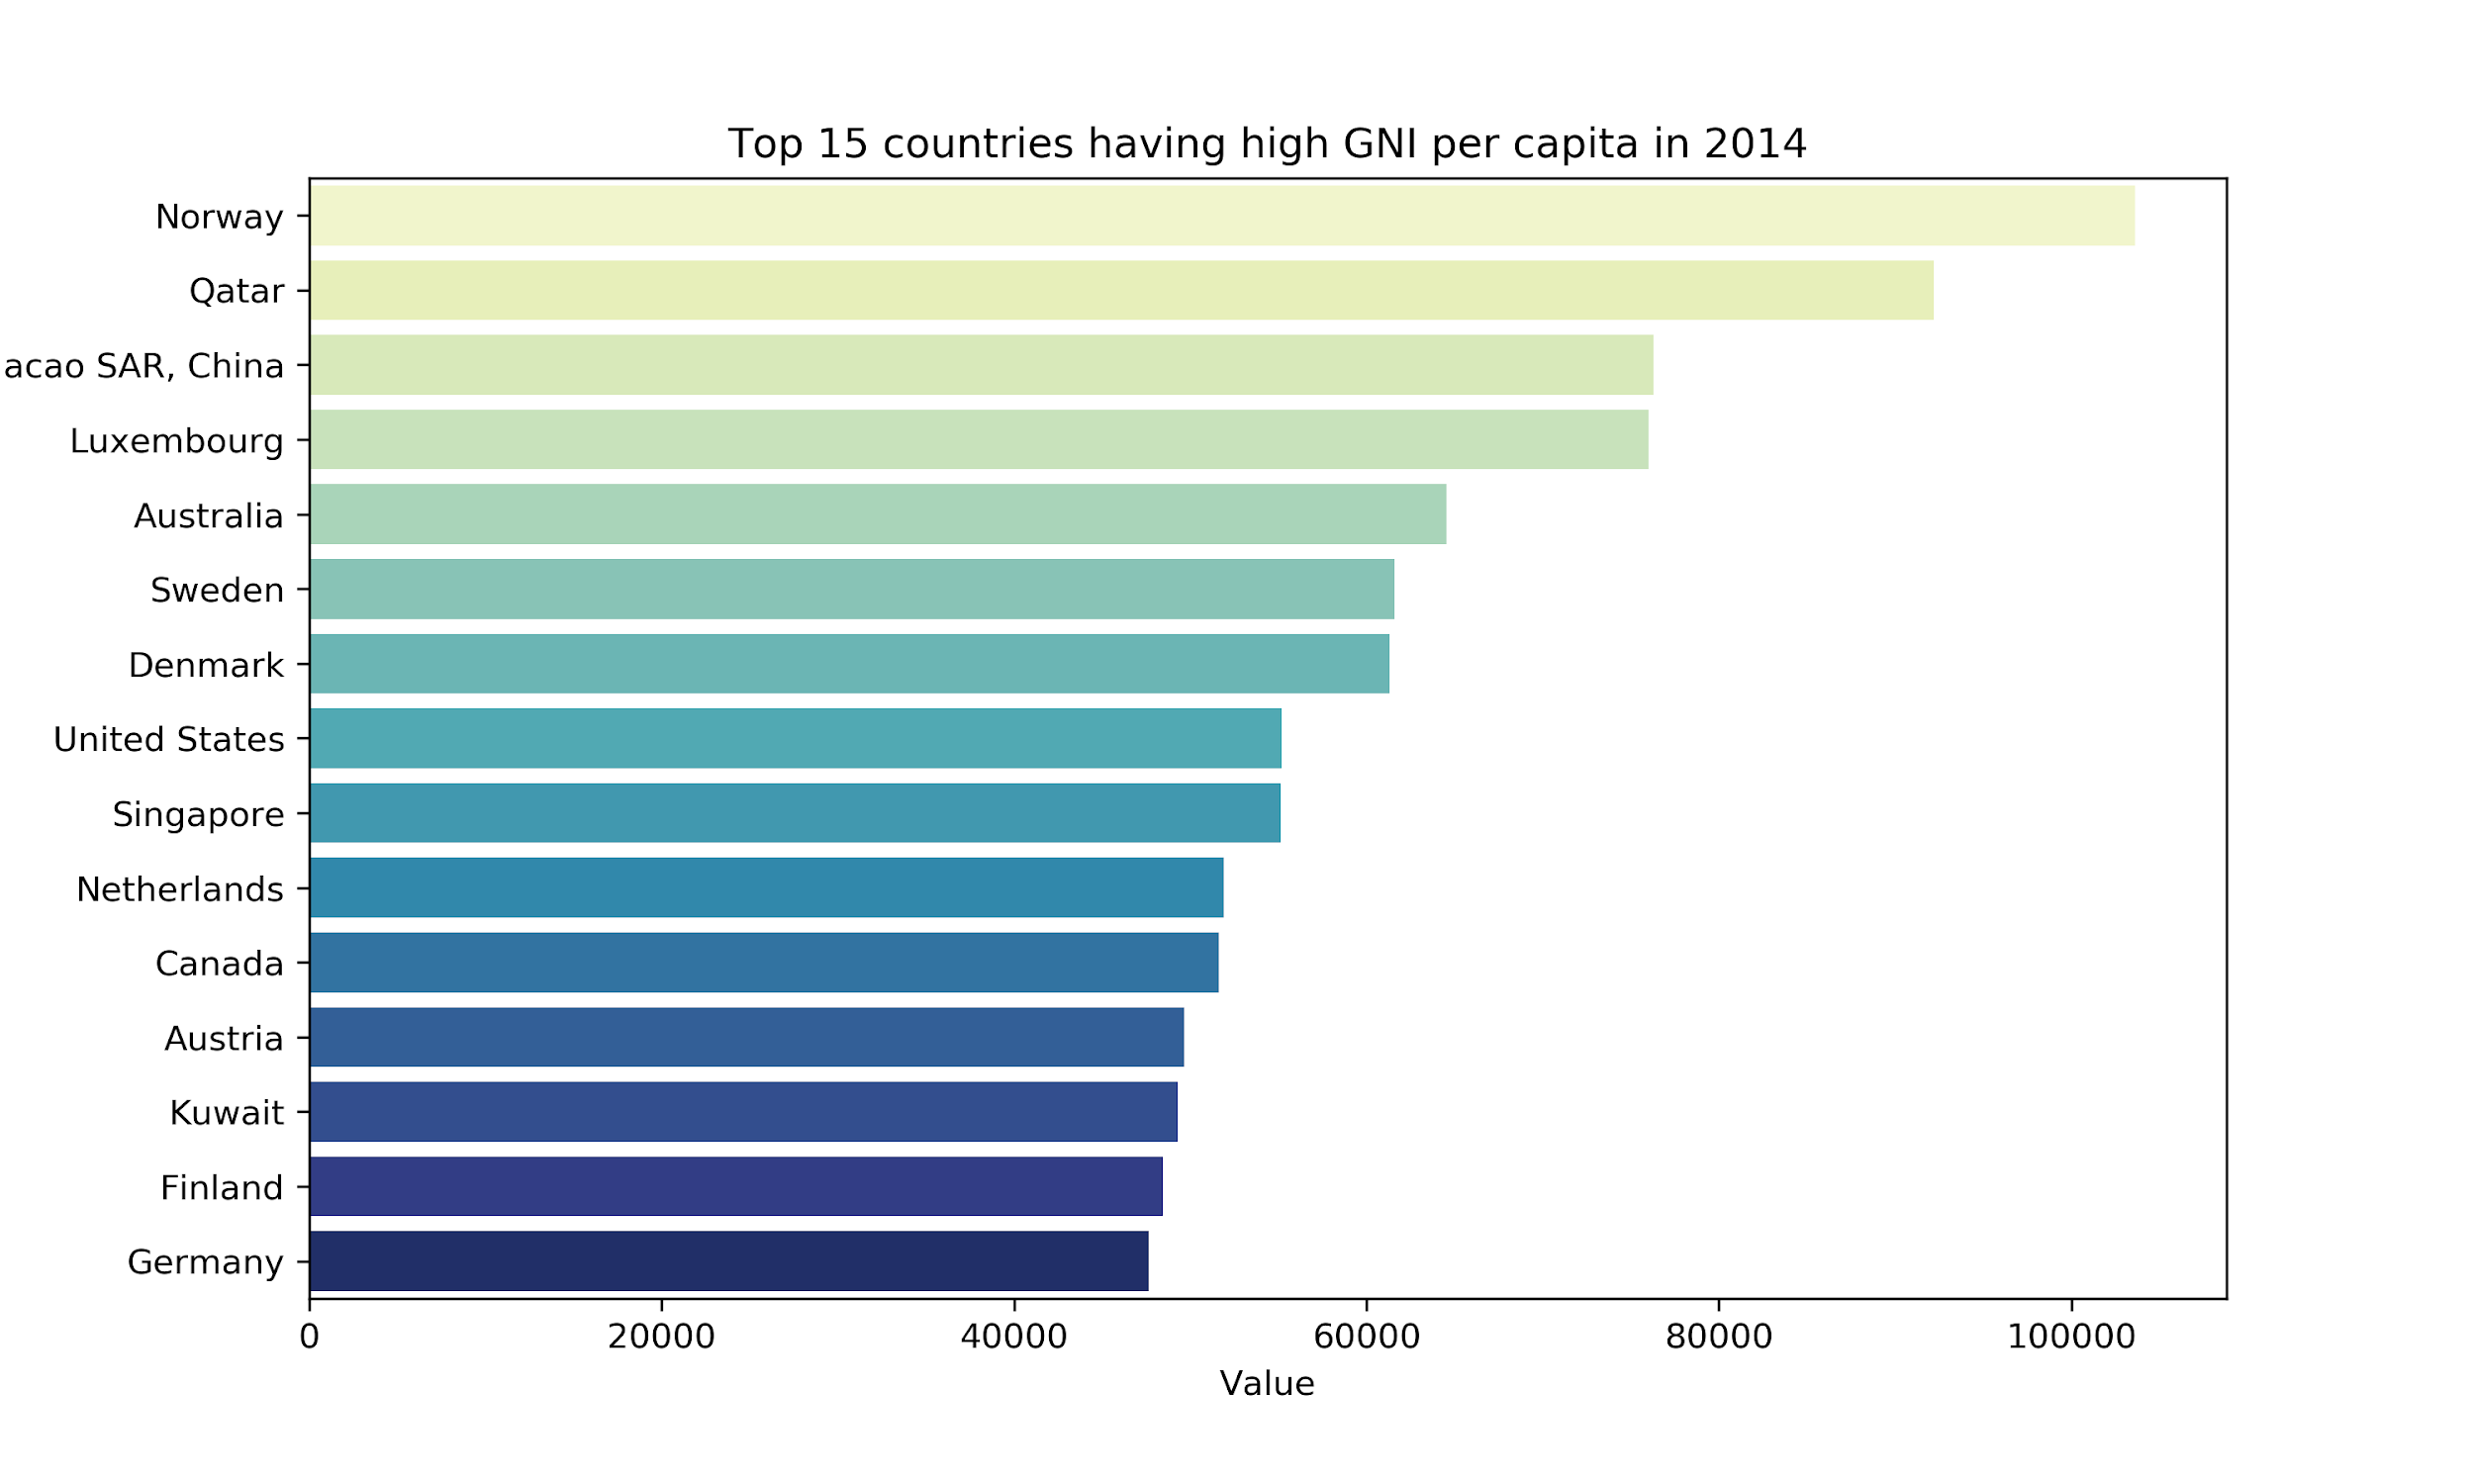 Top 15 countries having high GNI per capita in 2014
Norway
Qatar
acao SAR, China
Luxembourg
Australia
Sweden
Denmark
United States
Singapore
Netherlands
Canada
Austria
Kuwait
Finland
Germany
0 20000 40000 60000 80000 100000
Value